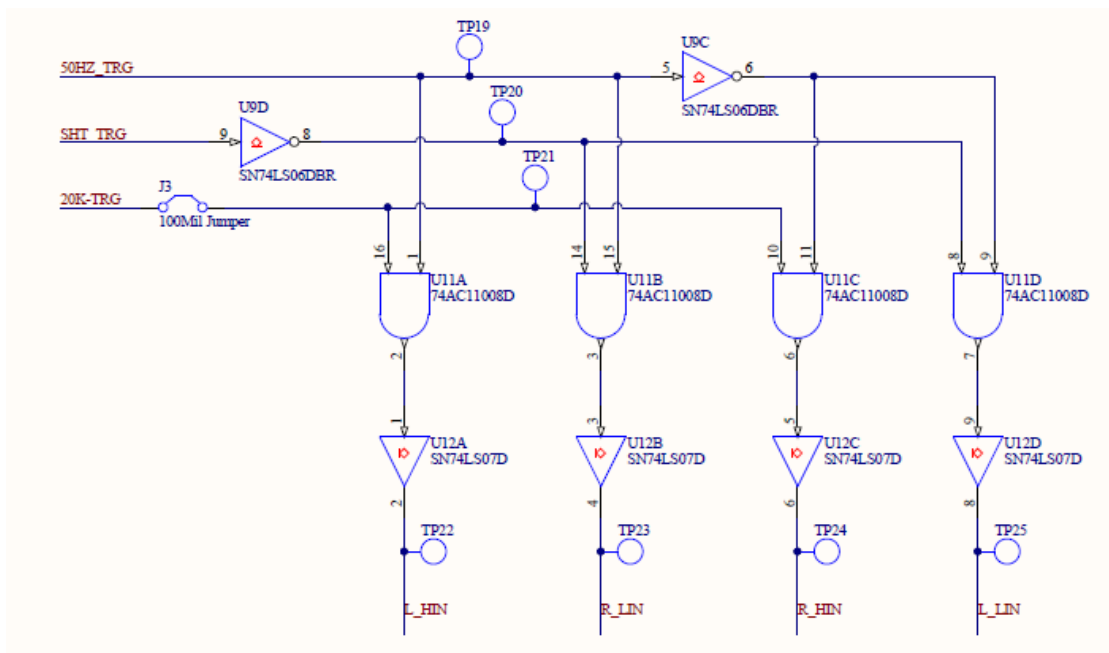 TP19
U9C
50HZ_TRG
5
6
SN74LS06DBR
TP20
U9D
SHT_TRG
9
8
SN74LS06DBR
TP21
J3
20K-TRG
100Mil Jumper
16
1
14
15
10
11
8
9
U11A
74AC11008D
U11B
74AC11008D
U11C
74AC11008D
U11D
74AC11008D
2
3
6
7
1
3
5
9
U12A
SN74LS07D
U12B
SN74LS07D
U12C
SN74LS07D
U12D
SN74LS07D
2
4
6
8
TP22
TP23
TP24
TP25
L_HIN
R_LIN
R_HIN
L_LIN